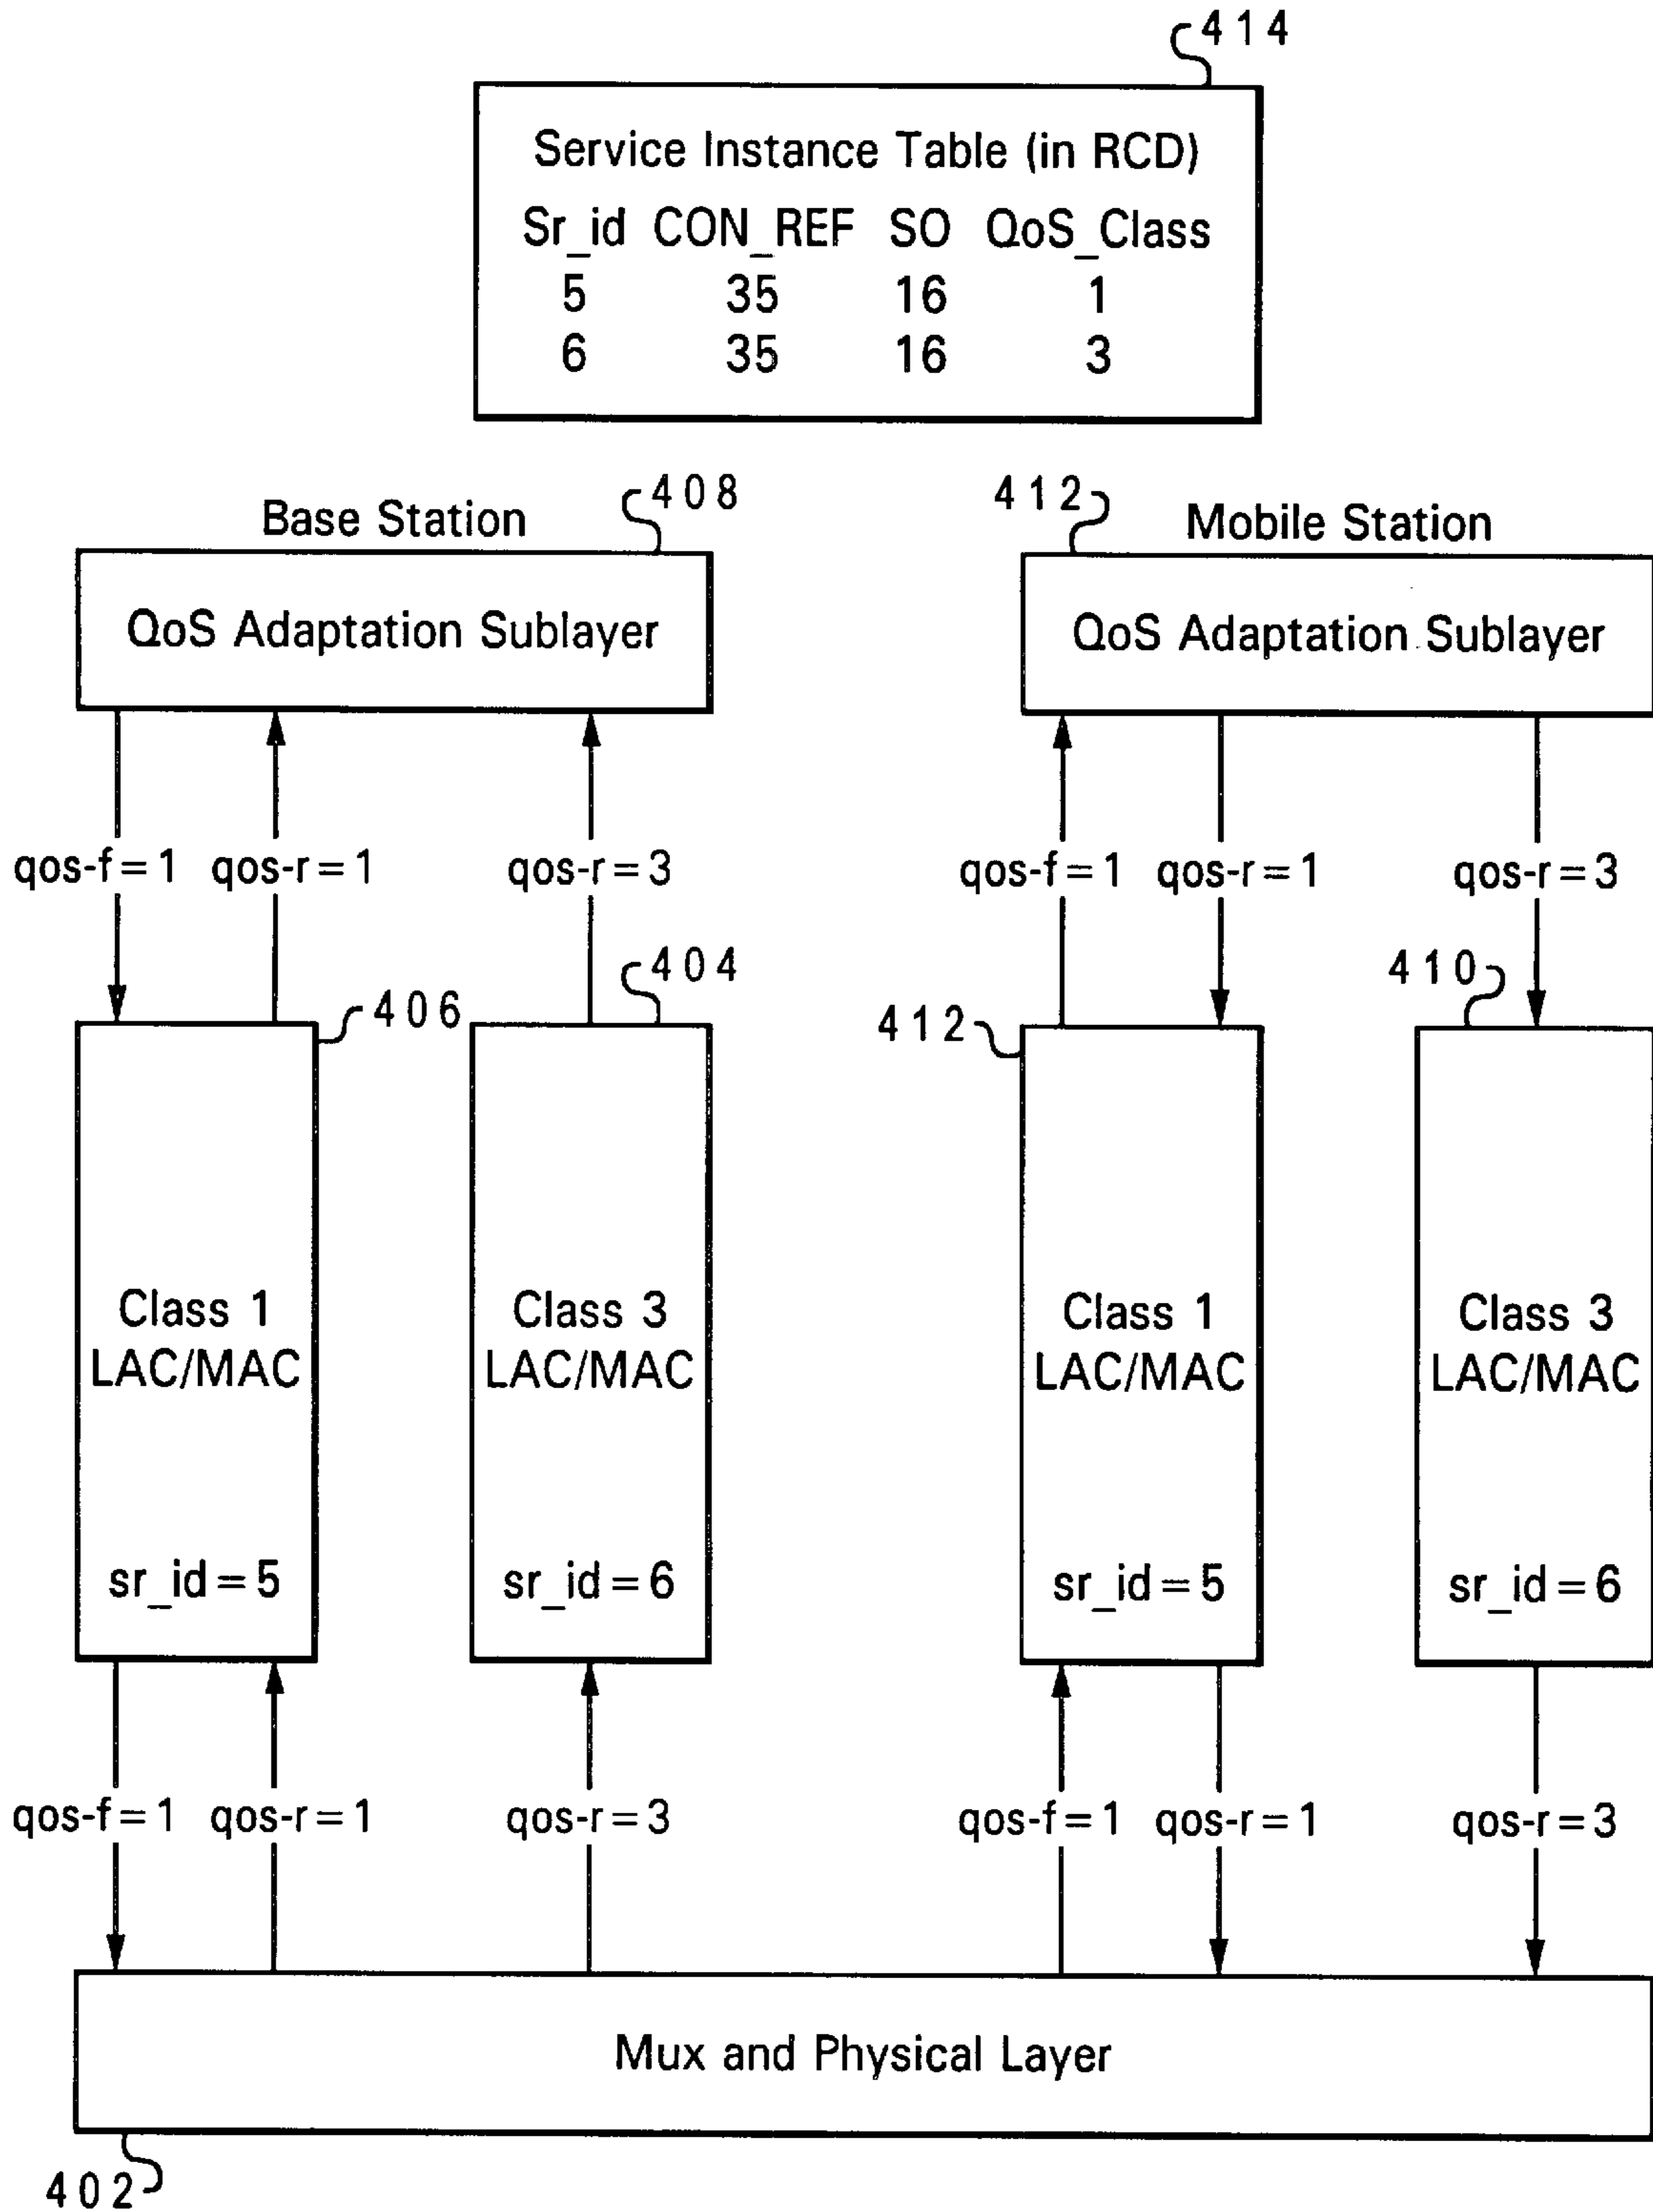 414
Service Instance Table (in RCD)
Sr_id CON_REF SO QoS_Class
5 35 16 1
6 35 16 3
Base Station
408
412
Mobile Station
QoS Adaptation Sublayer
QoS Adaptation Sublayer
qos-f=1 qos-r=1 qos-r=3
qos-f=1 qos-r=1 qos-r=3
406
404
412
410
Class 1
LAC/MAC
sr_id=5
Class 3
LAC/MAC
sr_id=6
Class 1
LAC/MAC
sr_id=5
Class 3
LAC/MAC
sr_id=6
qos-f=1 qos-r=1 qos-r=3
qos-f=1 qos-r=1 qos-r=3
Mux and Physical Layer
402